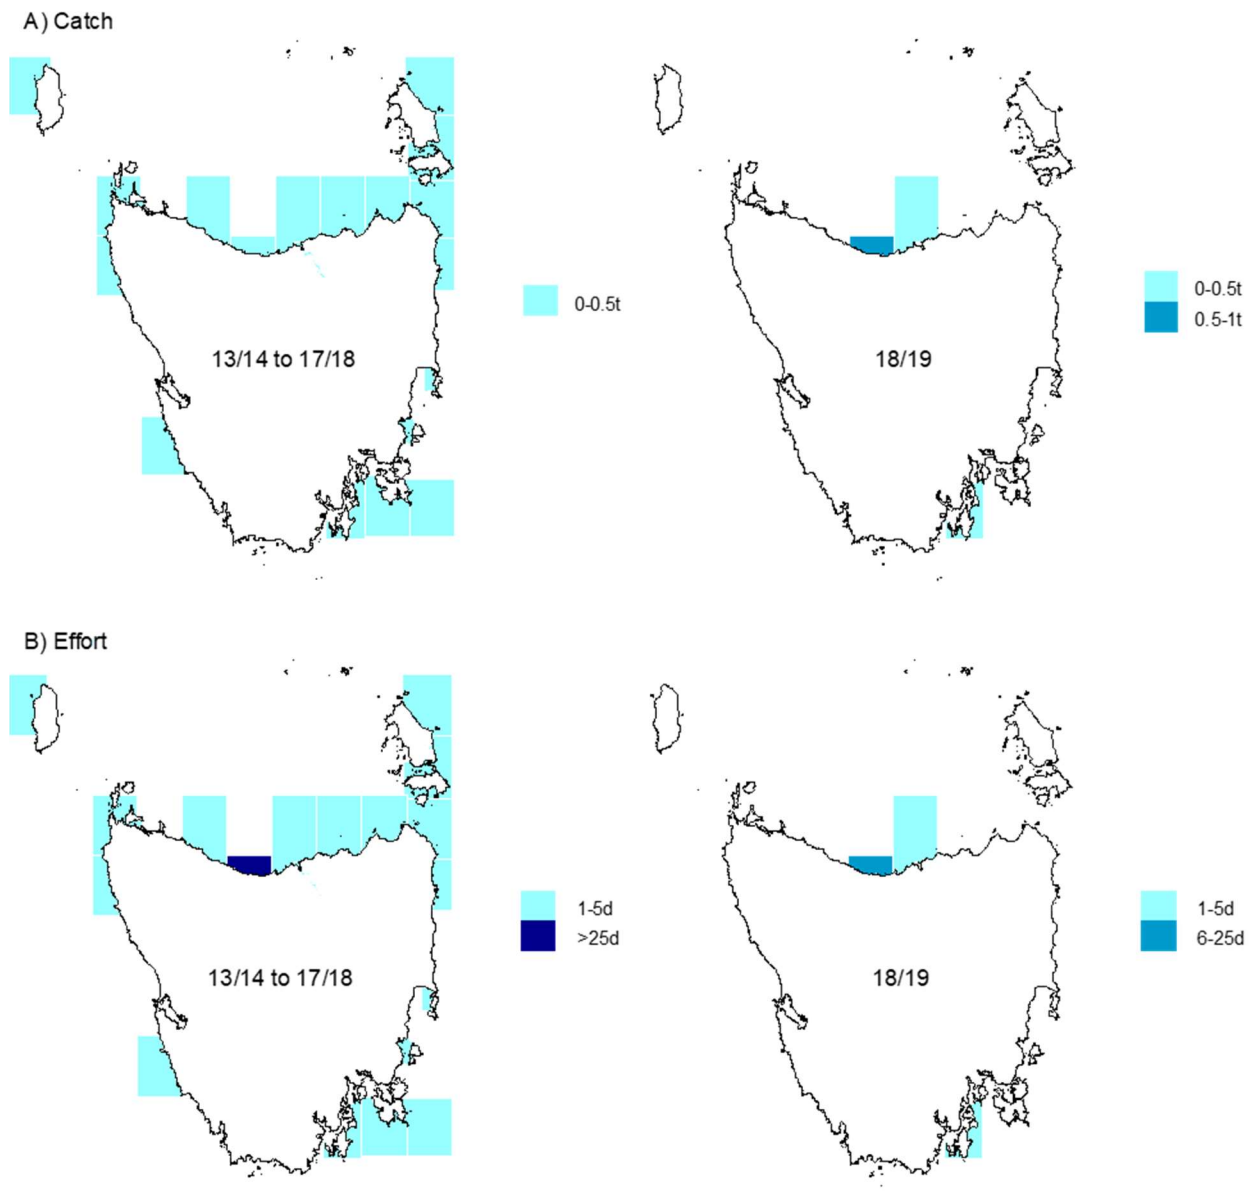 A) Catch
0-0.5t
13/14 to 17/18
0-0.5t
0.5-1t
18/19
B) Effort
1-5d
>25d
13/14 to 17/18
1-5d
6-25d
18/19